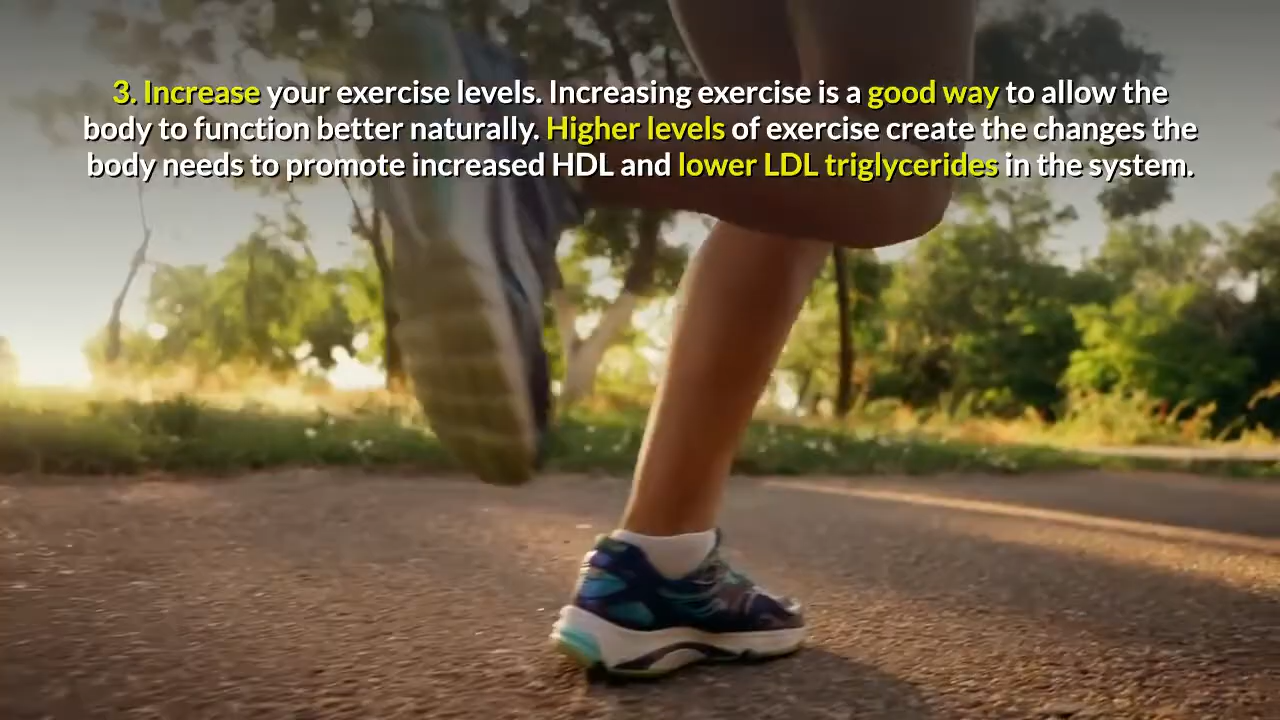 3. Increase your exercise levels. Increasing exercise is a good way to allow the
body to function better naturally. Higher levels of exercise create the changes the
body needs to promote increased HDL and lower LDL triglycerides in the system.